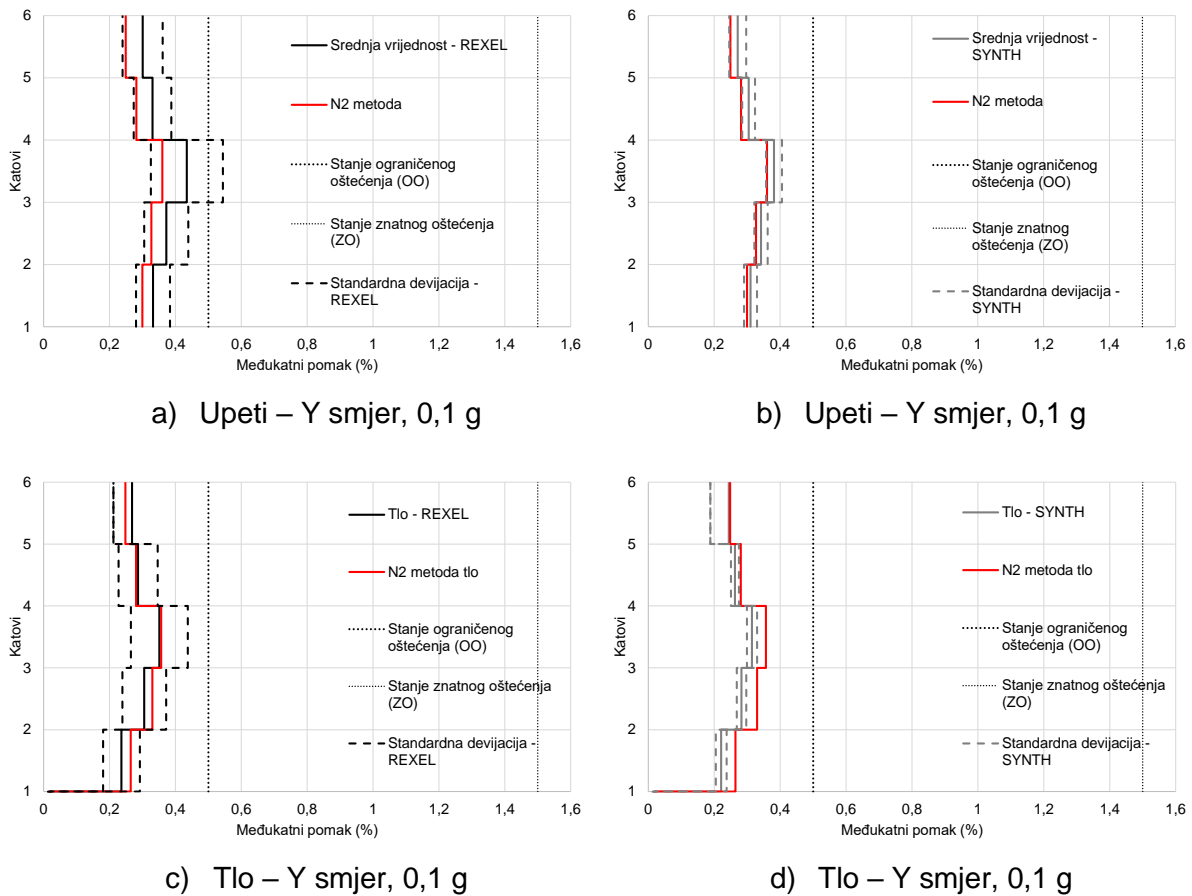 6
5
4
3
2
1
Katovi
Srednja vrijednost - REXEL
N2 metoda
Stanje ograničenog
oštećenja (OO)
Stanje znatnog oštećenja
(ZO)
Standardna devijacija -
REXEL
0 0,2 0,4 0,6 0,8 1 1,2 1,4 1,6
Međukatni pomak (%)
a) Upeti – Y smjer, 0,1 g
6
5
4
3
2
1
Katovi
Srednja vrijednost -
SYNTH
N2 metoda
Stanje ograničenog
oštećenja (OO)
Stanje znatnog
oštećenja (ZO)
Standardna devijacija -
SYNTH
0 0,2 0,4 0,6 0,8 1 1,2 1,4 1,6
Međukatni pomak (%)
b) Upeti – Y smjer, 0,1 g
6
5
4
3
2
1
Katovi
Tlo - REXEL
N2 metoda tlo
Stanje ograničenog
oštećenja (OO)
Stanje znatnog oštećenja
(ZO)
Standardna devijacija -
REXEL
0 0,2 0,4 0,6 0,8 1 1,2 1,4 1,6
Međukatni pomak (%)
c) Tlo – Y smjer, 0,1 g
6
5
4
3
2
1
Katovi
Tlo - SYNTH
N2 metoda tlo
Stanje ograničenog
oštećenja (OO)
Stanje znatnog oštećenja
(ZO)
Standardna devijacija -
SYNTH
0 0,2 0,4 0,6 0,8 1 1,2 1,4 1,6
Međukatni pomak (%)
d) Tlo – Y smjer, 0,1 g